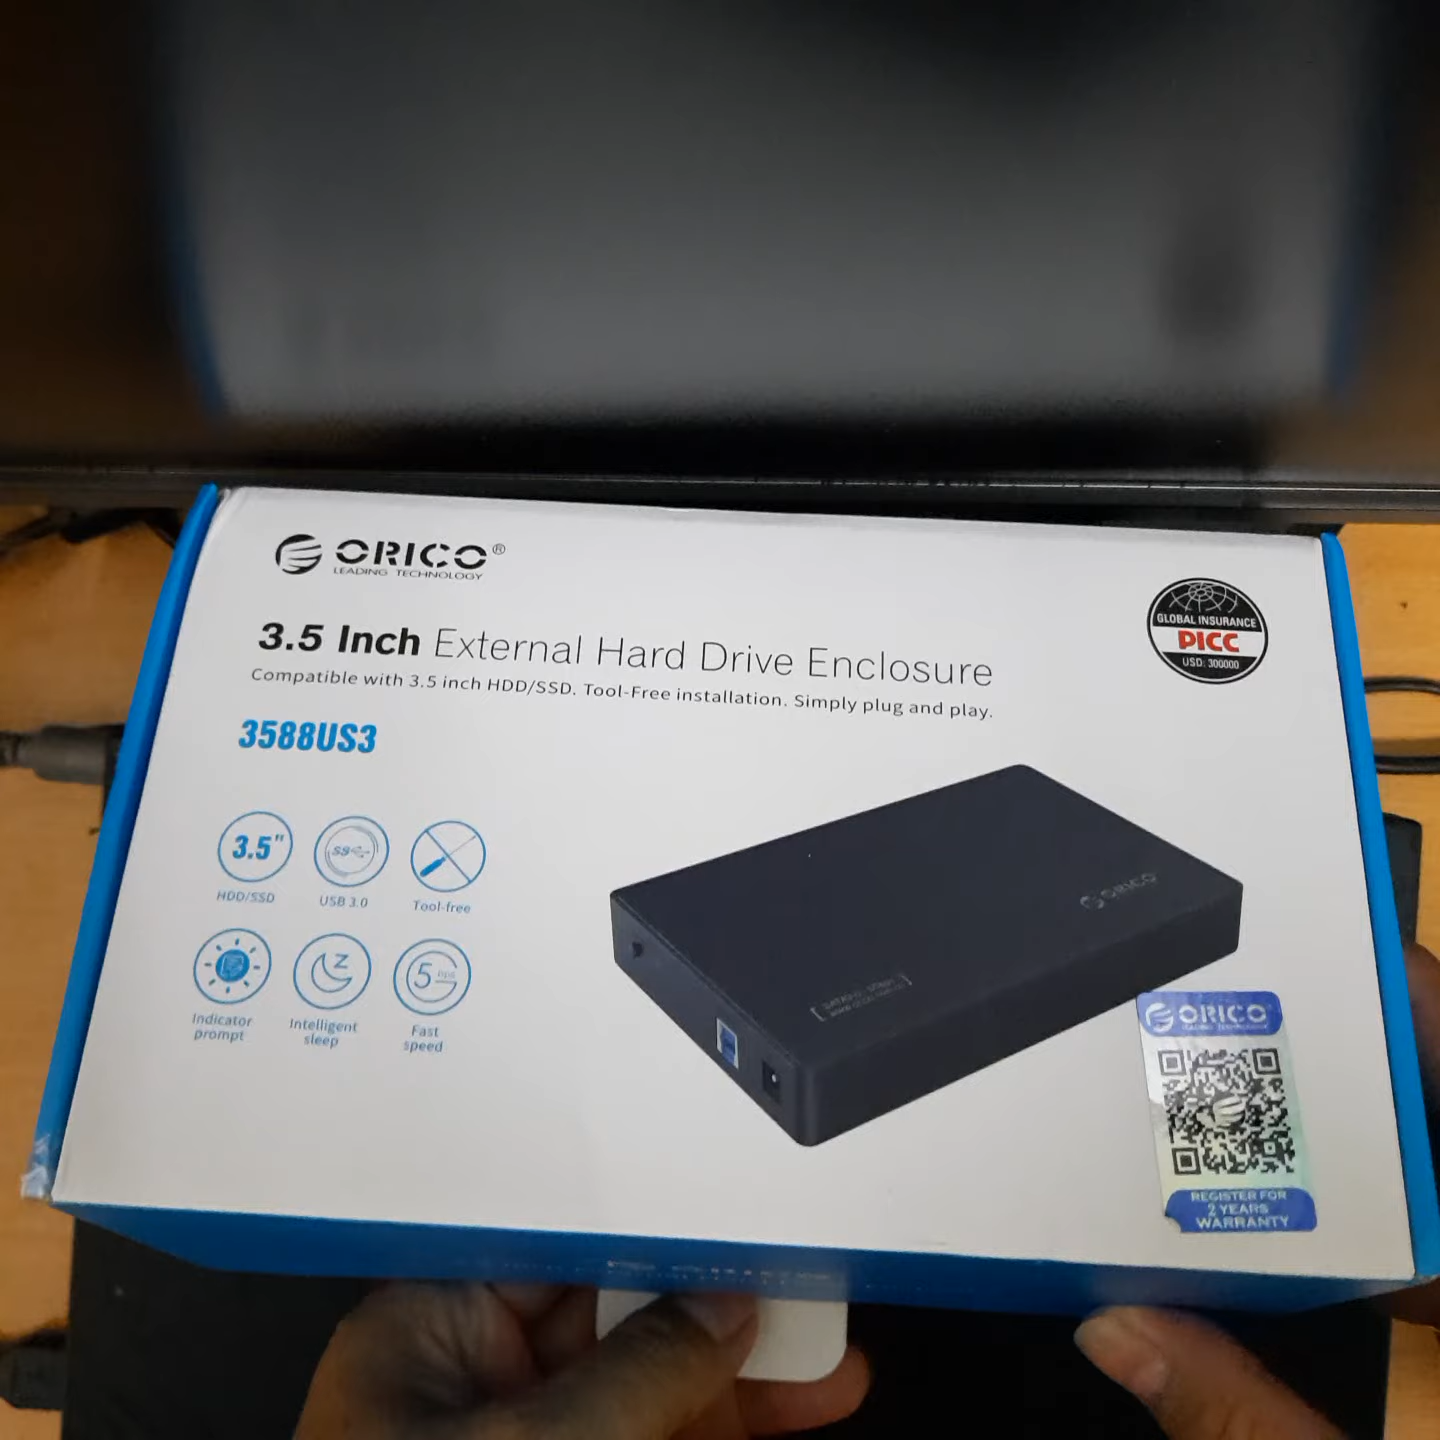 ORICO®
LEADING TECHNOLOGY
3.5 Inch External Hard Drive Enclosure
Compatible with 3.5 inch HDD/SSD. Tool-Free installation. Simply plug and play.
3588US3
GLOBAL INSURANCE
PICC
USD: 300000
3.5"
HDD/SSD
SS
USB 3.0
Tool-free
Indicator
prompt
Z
Intelligent
sleep
5
Fast
speed
ORICO
ORICO
LEADING TECHNOLOGY
REGISTER FOR
2 YEARS
WARRANTY